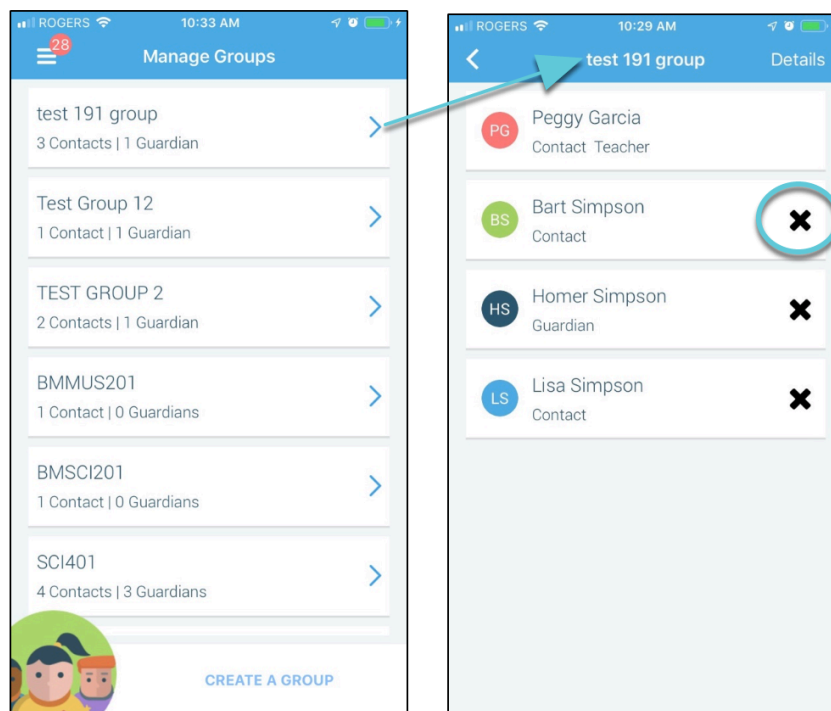 ROGERS 10:33 AM
28
Manage Groups
test 191 group
3 Contacts | 1 Guardian
Test Group 12
1 Contact | 1 Guardian
TEST GROUP 2
2 Contacts | 1 Guardian
BMMUS201
1 Contact | 0 Guardians
BMSCI201
1 Contact | 0 Guardians
SCI401
4 Contacts | 3 Guardians
CREATE A GROUP
ROGERS 10:29 AM
test 191 group Details
PG
Peggy Garcia
Contact Teacher
BS
Bart Simpson
Contact
HS
Homer Simpson
Guardian
LS
Lisa Simpson
Contact